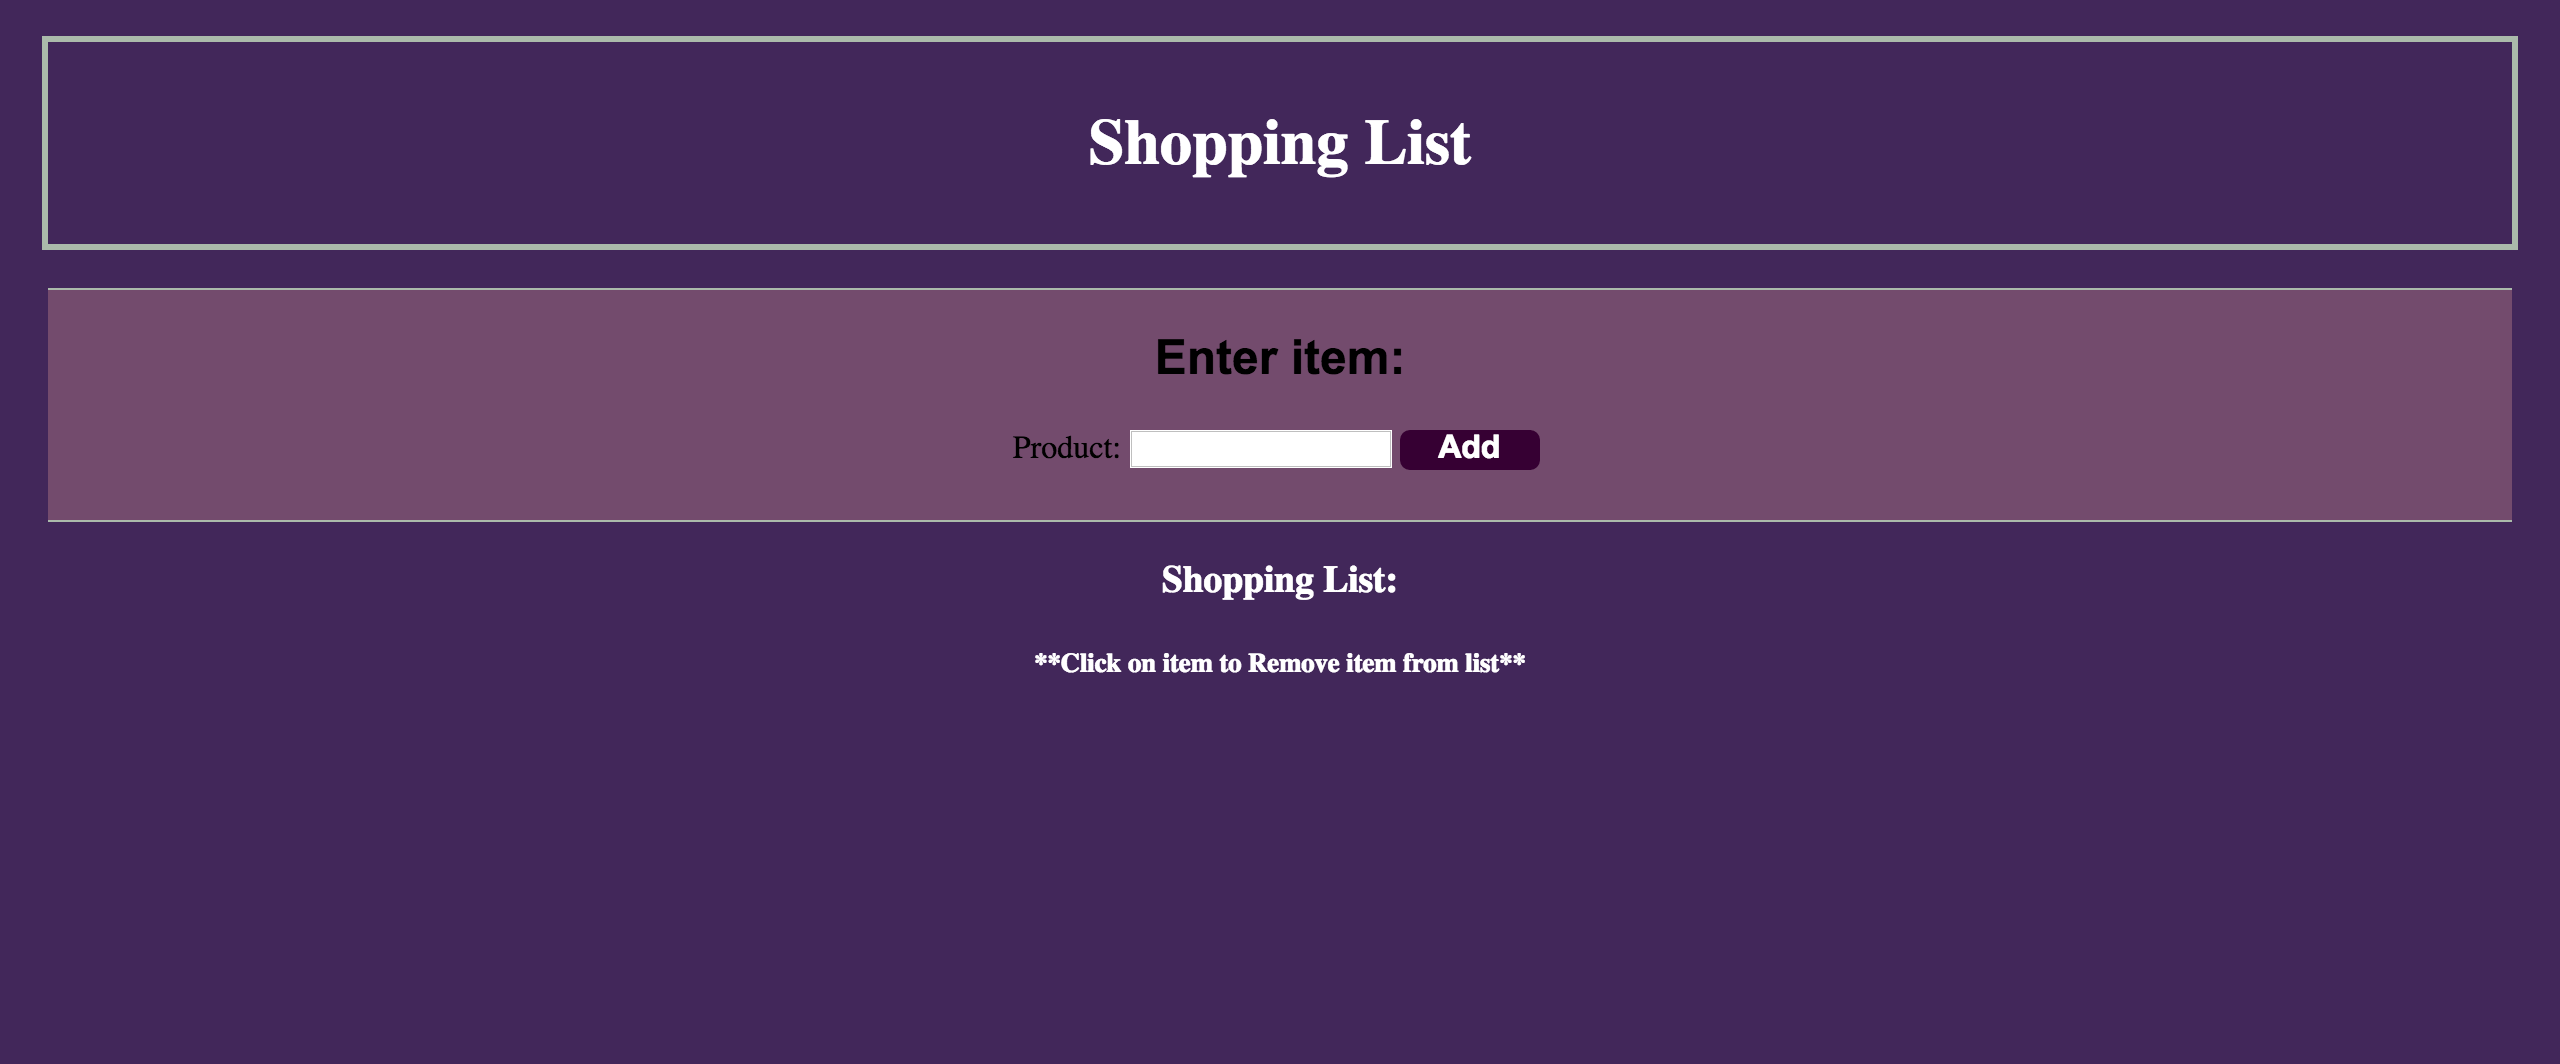 Shopping List
Enter item:
Product: Add
Shopping List:
**Click on item to Remove item from list**